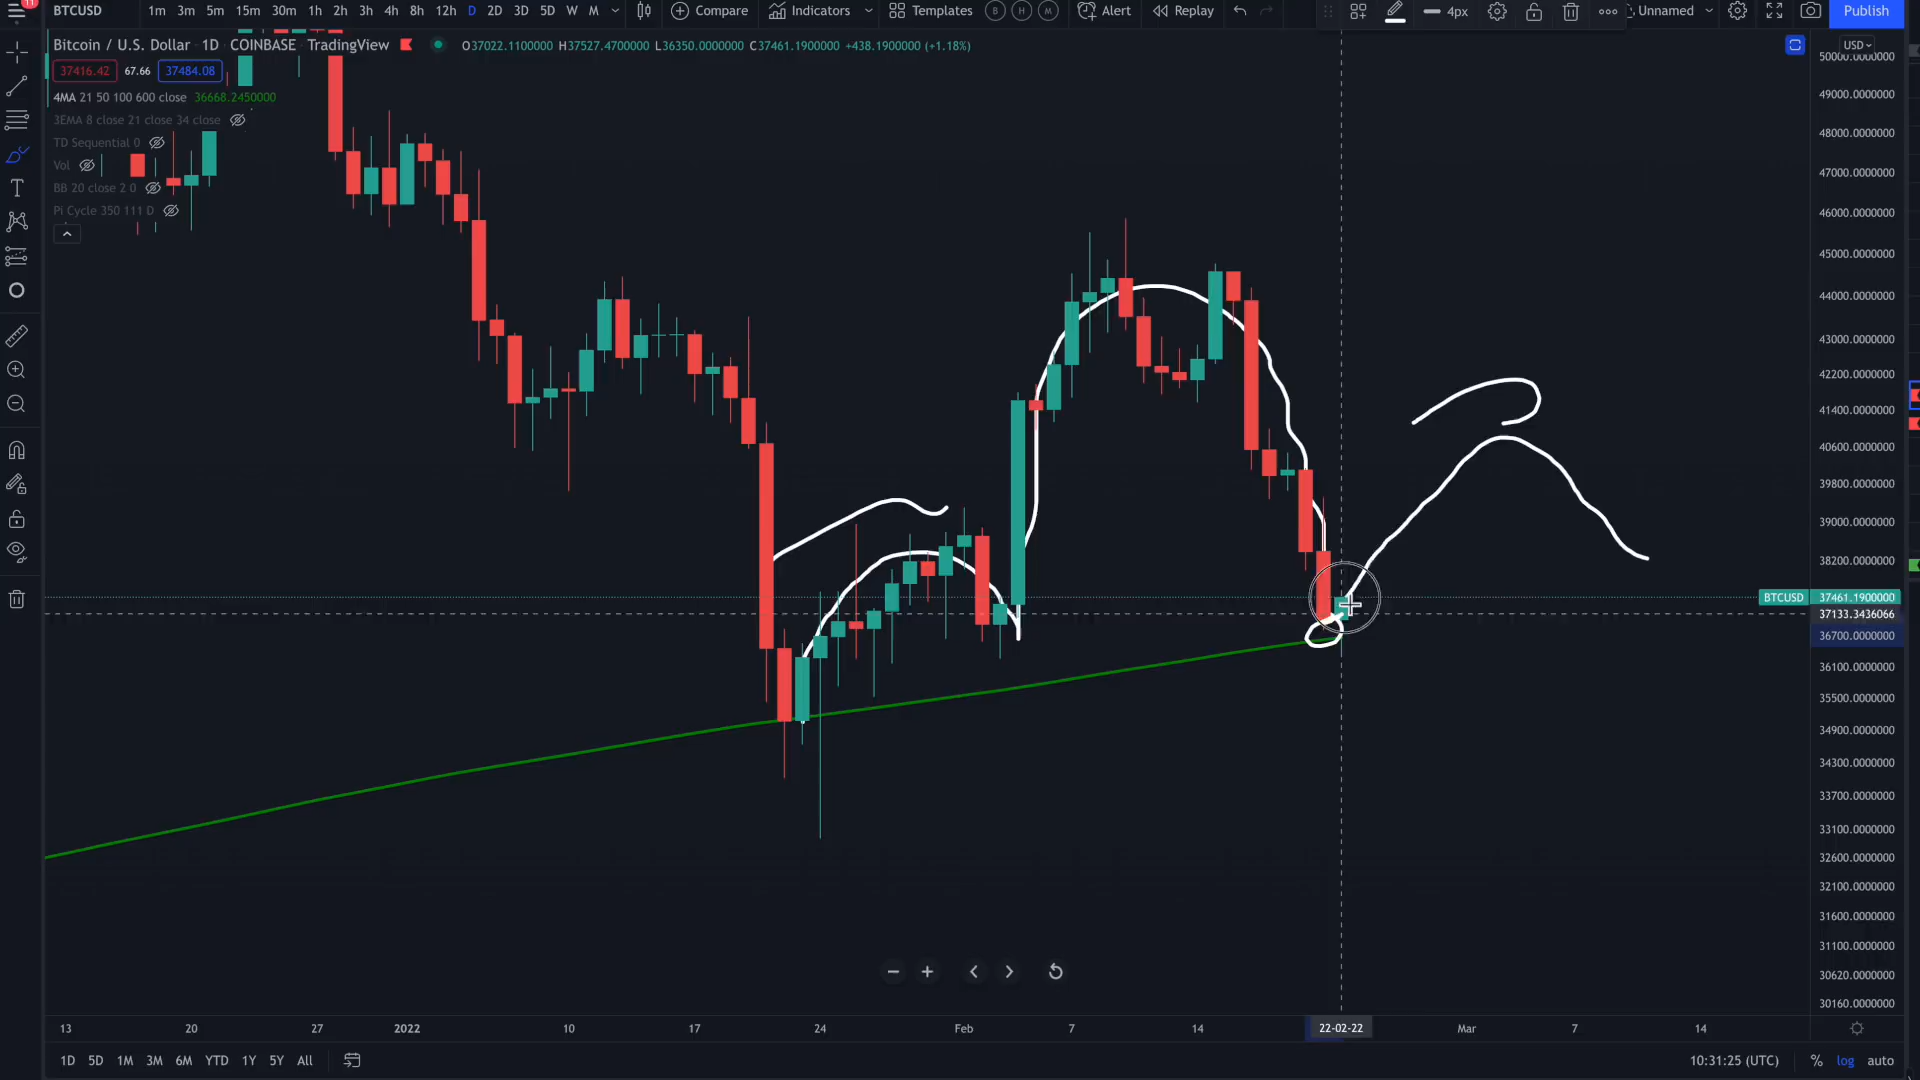 11
BTCUSD 1m 3m 5m 15m 30m 1h 2h 3h 4h 8h 12h D 2D 3D 5D W M Compare Indicators Templates B H M Alert Replay 4px Unnamed Publish
Bitcoin / U.S. Dollar · 1D · COINBASE · TradingView O37022.1100000 H37527.4700000 L36350.0000000 C37461.1900000 +438.1900000 (+1.18%)
37416.42 67.66 37484.08
4MA 21 50 100 600 close 36668.2450000
3EMA 8 close 21 close 34 close
TD Sequential 0
Vol
BB 20 close 2 0
Pi Cycle 350 111 D
USD
50000.0000000
49000.0000000
48000.0000000
47000.0000000
46000.0000000
45000.0000000
44000.0000000
43000.0000000
42200.0000000
41400.0000000
40600.0000000
39800.0000000
39000.0000000
38200.0000000
BTCUSD 37461.1900000
37133.3436066
36700.0000000
36100.0000000
35500.0000000
34900.0000000
34300.0000000
33700.0000000
33100.0000000
32600.0000000
32100.0000000
31600.0000000
31100.0000000
30620.0000000
30160.0000000
13 20 27 2022 10 17 24 Feb 7 14 22-02-22 Mar 7 14
1D 5D 1M 3M 6M YTD 1Y 5Y All 10:31:25 (UTC) % log auto